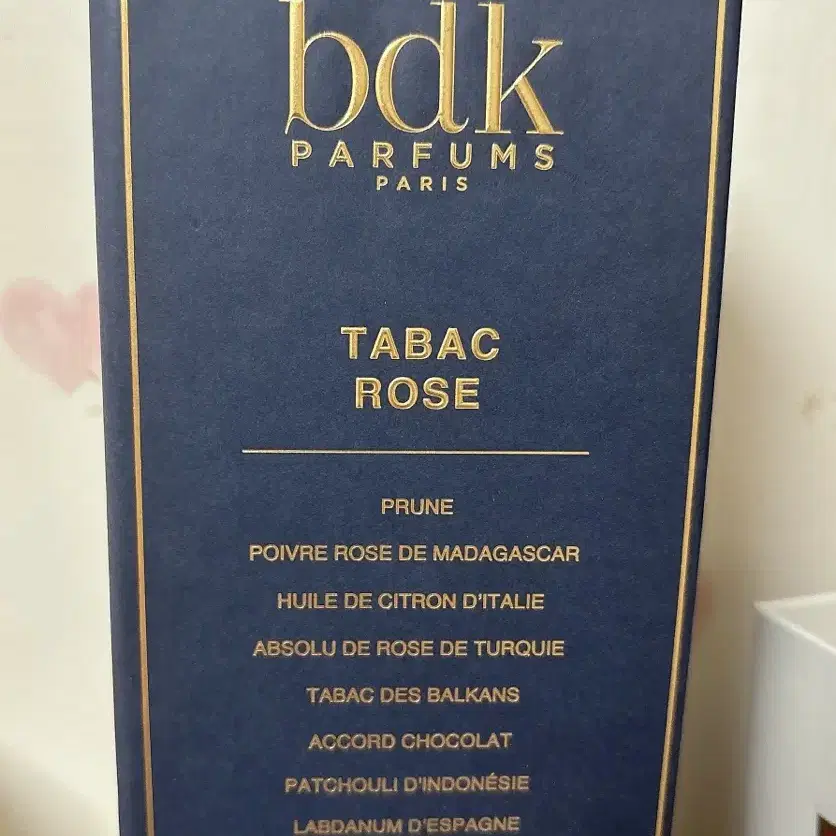 bdk
PARFUMS
PARIS
TABAC
ROSE
PRUNE
POIVRE ROSE DE MADAGASCAR
HUILE DE CITRON D'ITALIE
ABSOLU DE ROSE DE TURQUIE
TABAC DES BALKANS
ACCORD CHOCOLAT
PATCHOULI D'INDONÉSIE
LABDANUM D'ESPAGNE